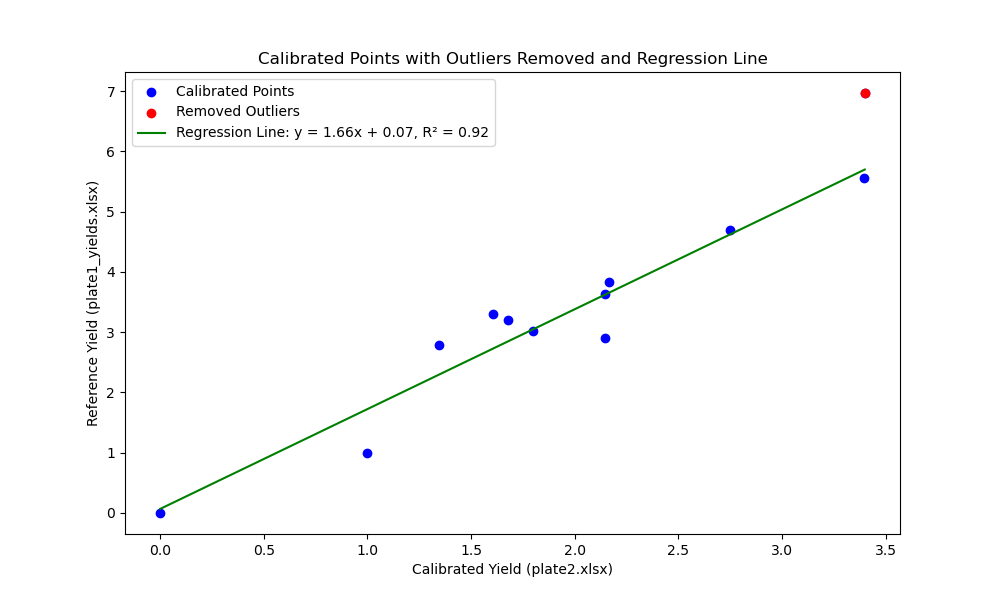 Calibrated Points with Outliers Removed and Regression Line
Calibrated Points
Removed Outliers
Regression Line: y = 1.66x + 0.07, R² = 0.92
Reference Yield (plate1_yields.xlsx)
7
6
5
4
3
2
1
0
0.0 0.5 1.0 1.5 2.0 2.5 3.0 3.5
Calibrated Yield (plate2.xlsx)